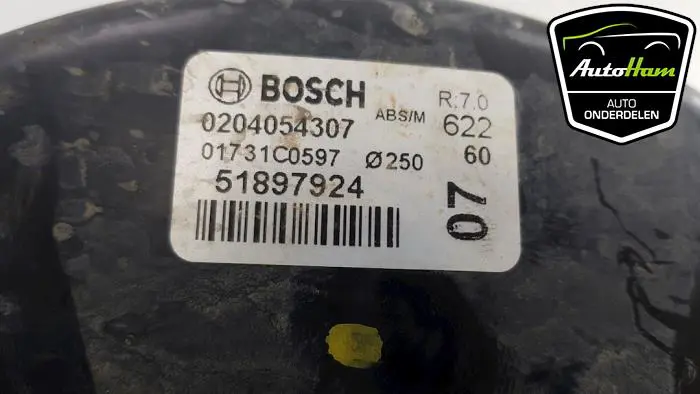 BOSCH
ABS/M
R.7.0
0204054307
622
01731C0597 Ø250
60
51897924
07
AutoHam
AUTO
ONDERDELEN